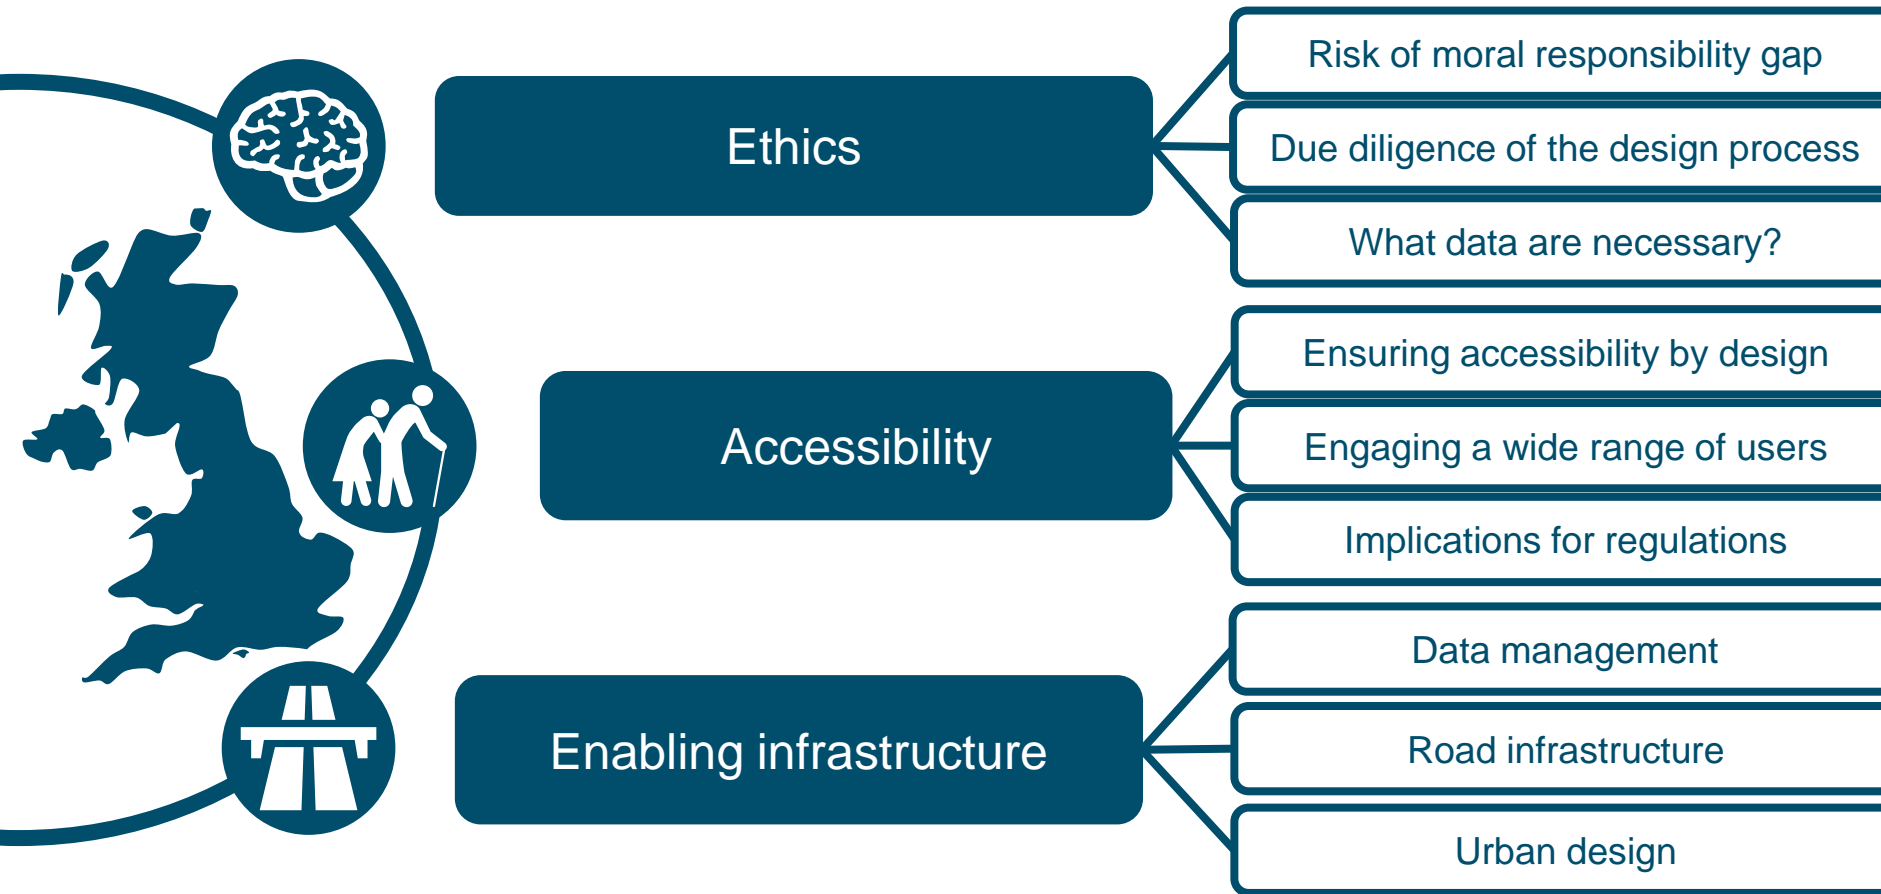 Ethics
Risk of moral responsibility gap
Due diligence of the design process
What data are necessary?
Accessibility
Ensuring accessibility by design
Engaging a wide range of users
Implications for regulations
Enabling infrastructure
Data management
Road infrastructure
Urban design